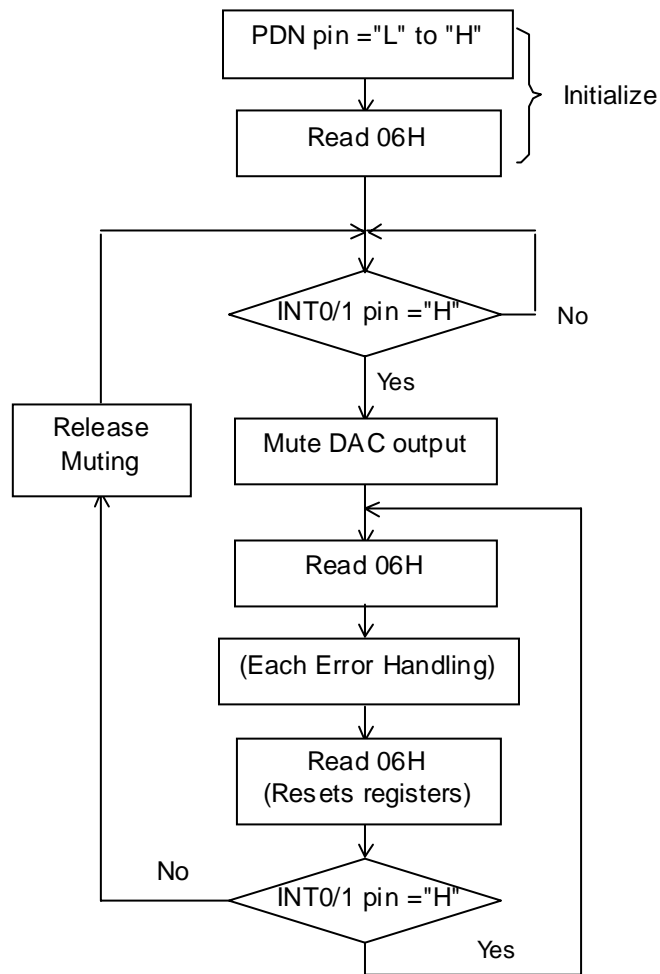 PDN pin ="L" to "H"
Initialize
Read 06H
INT0/1 pin ="H"
No
Yes
Release
Muting
Mute DAC output
Read 06H
(Each Error Handling)
Read 06H
(Resets registers)
No
INT0/1 pin ="H"
Yes